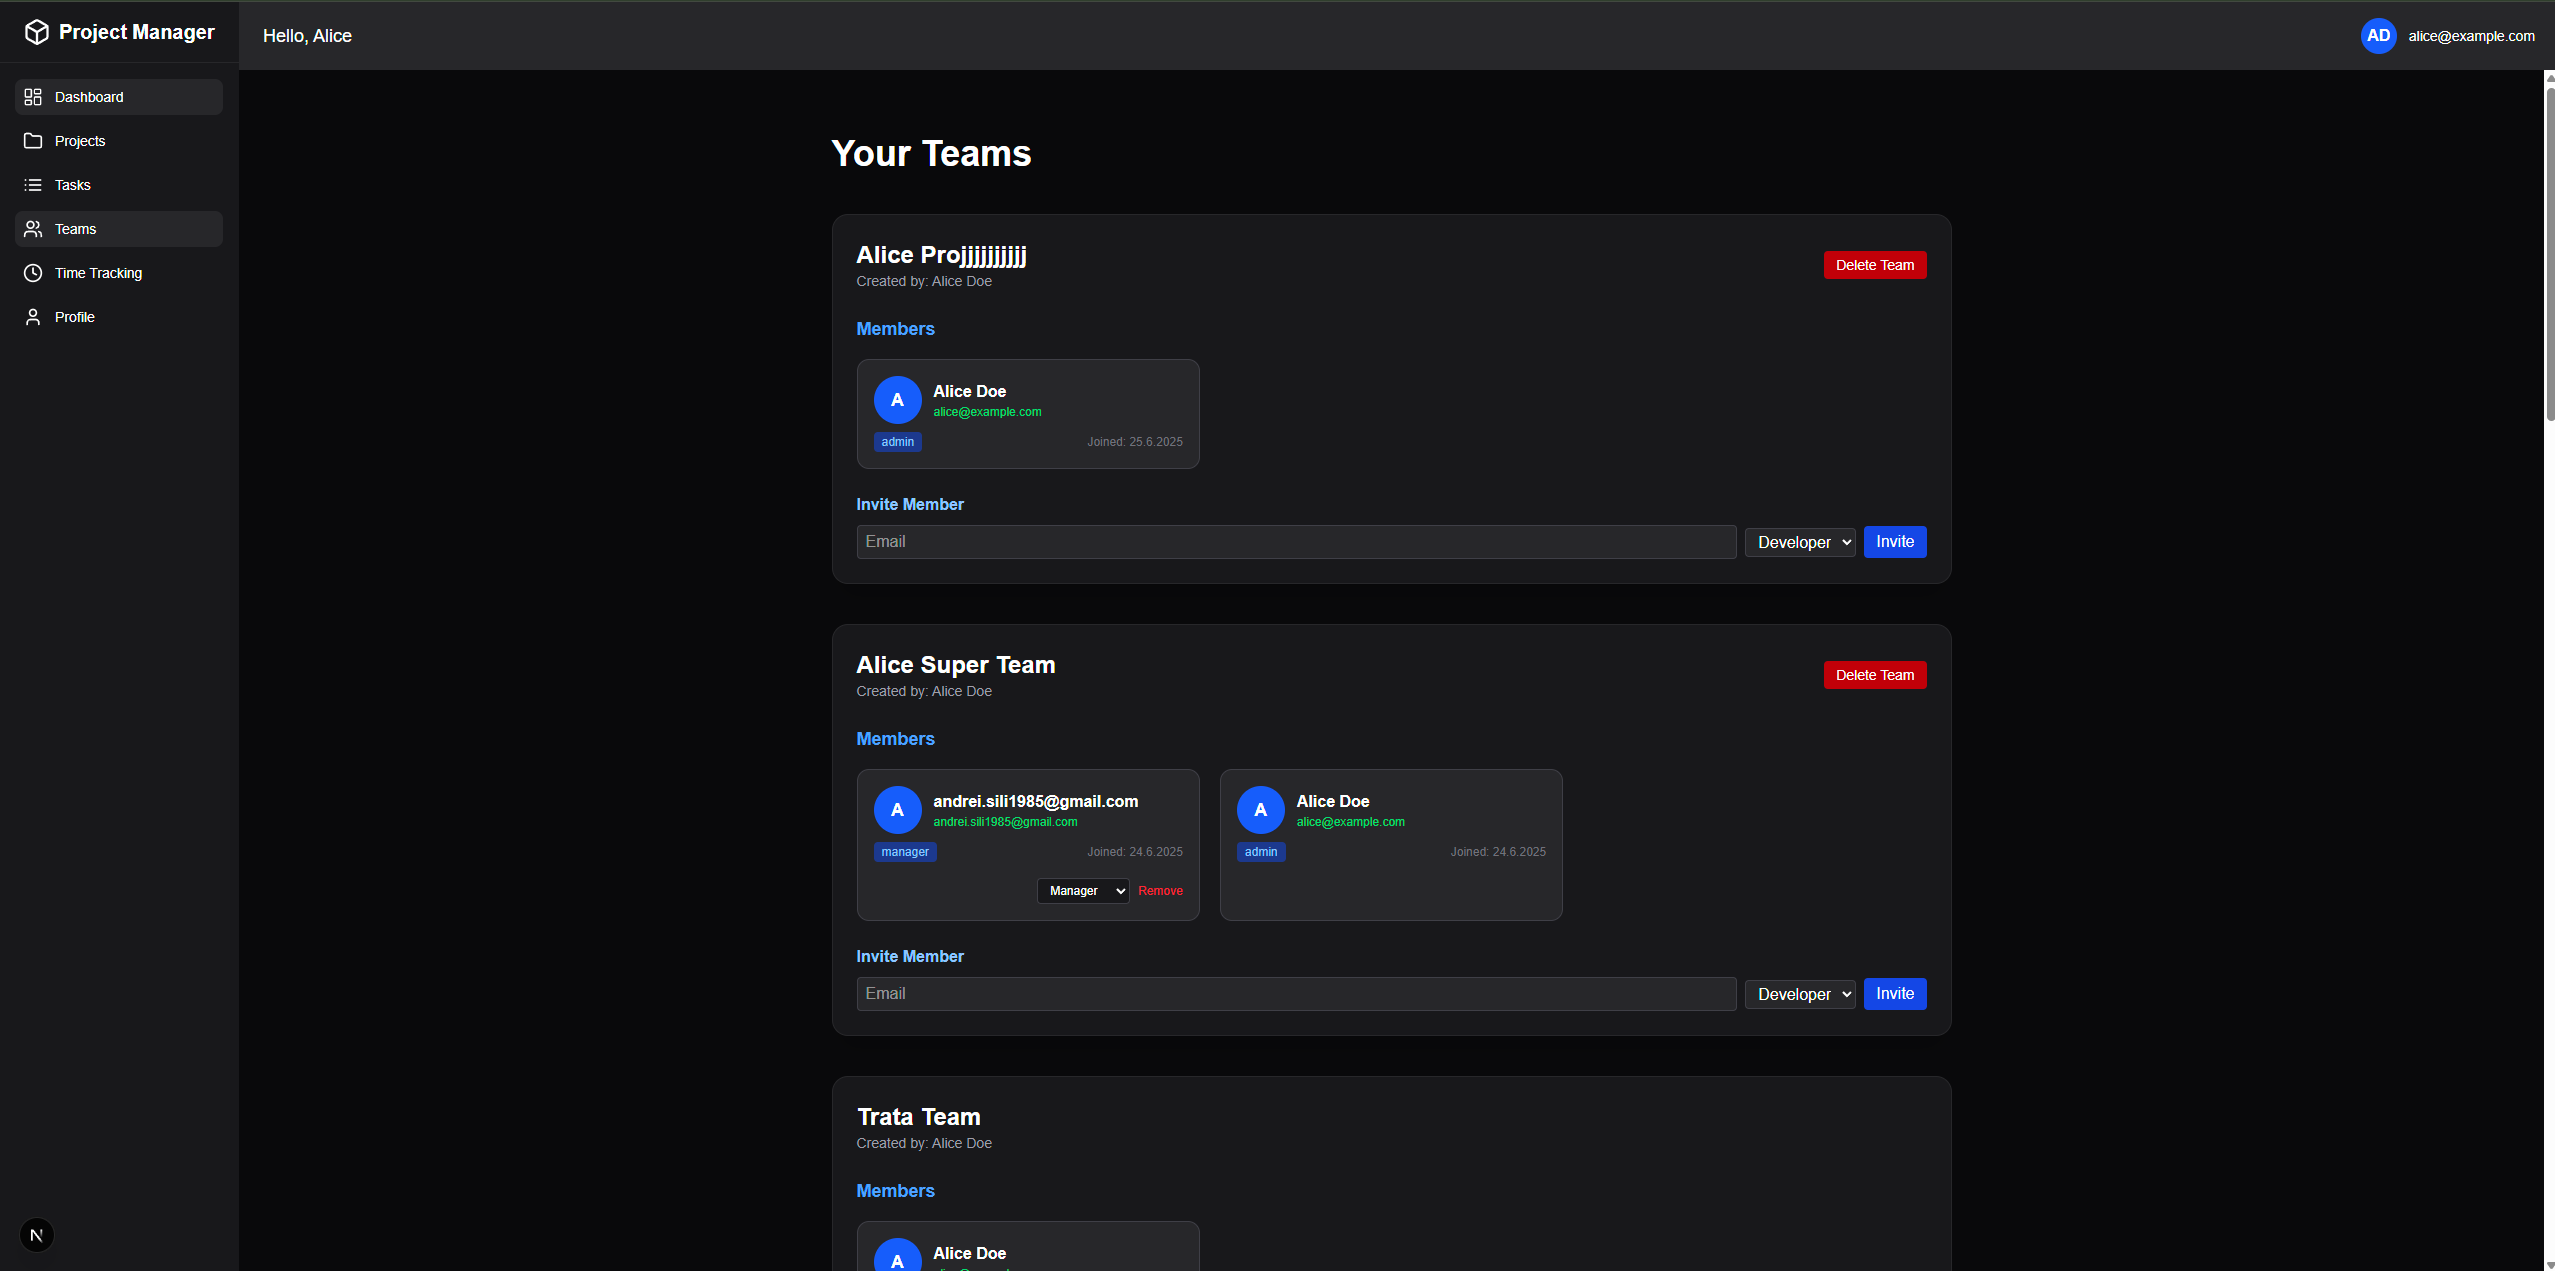 Project Manager
Hello, Alice
AD alice@example.com
Dashboard
Projects
Tasks
Teams
Time Tracking
Profile
Your Teams
Alice Projjjjjjjjjj
Created by: Alice Doe
Delete Team
Members
A
Alice Doe
alice@example.com
admin
Joined: 25.6.2025
Invite Member
Email
Developer
Invite
Alice Super Team
Created by: Alice Doe
Delete Team
Members
A
andrei.sili1985@gmail.com
andrei.sili1985@gmail.com
manager
Joined: 24.6.2025
Manager
Remove
A
Alice Doe
alice@example.com
admin
Joined: 24.6.2025
Invite Member
Email
Developer
Invite
Trata Team
Created by: Alice Doe
Members
A
Alice Doe
N